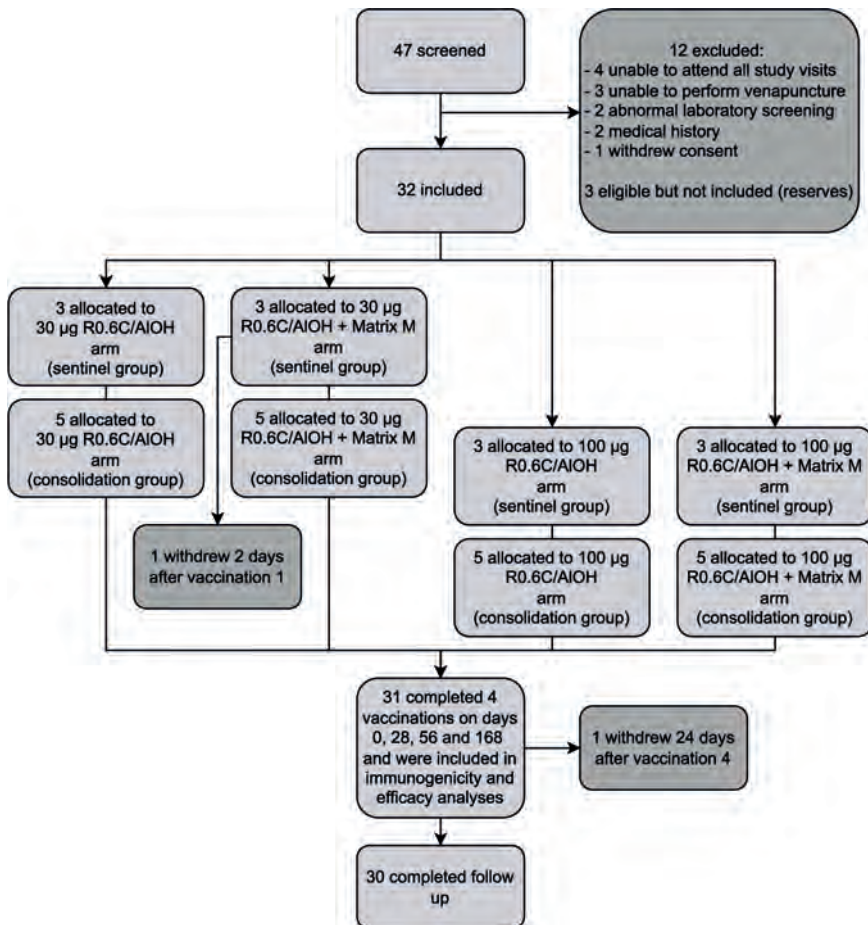 47 screened
12 excluded:
- 4 unable to attend all study visits
- 3 unable to perform venapuncture
- 2 abnormal laboratory screening
- 2 medical history
- 1 withdrew consent
3 eligible but not included (reserves)
32 included
3 allocated to
30 µg R0.6C/AlOH
arm
(sentinel group)
3 allocated to 30 µg
R0.6C/AlOH + Matrix M
arm
(sentinel group)
5 allocated to
30 µg R0.6C/AlOH
arm
(consolidation group)
5 allocated to 30 µg
R0.6C/AlOH + Matrix M
arm
(consolidation group)
3 allocated to 100 µg
R0.6C/AlOH
arm
(sentinel group)
3 allocated to 100 µg
R0.6C/AlOH + Matrix M
arm
(sentinel group)
1 withdrew 2 days
after vaccination 1
5 allocated to 100 µg
R0.6C/AlOH
arm
(consolidation group)
5 allocated to 100 µg
R0.6C/AlOH + Matrix M
arm
(consolidation group)
31 completed 4
vaccinations on days
0, 28, 56 and 168
and were included in
immunogenicity and
efficacy analyses
1 withdrew 24 days
after vaccination 4
30 completed follow
up